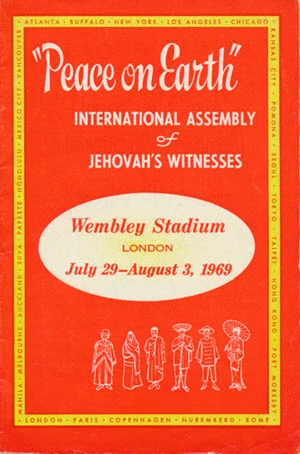 ATLANTA - BUFFALO - NEW YORK - LOS ANGELES - CHICAGO
KANSAS CITY - POMONA - SEOUL - TOKYO - TAIPEI - HONG KONG - PORT MORESBY
"Peace on Earth"
INTERNATIONAL ASSEMBLY
of
JEHOVAH'S WITNESSES
Wembley Stadium
LONDON
July 29–August 3, 1969
MANILA - MELBOURNE - AUCKLAND - SUVA - PAPEETE - HONOLULU - MEXICO CITY - VANCOUVER
LONDON - PARIS - COPENHAGEN - NUREMBERG - ROME